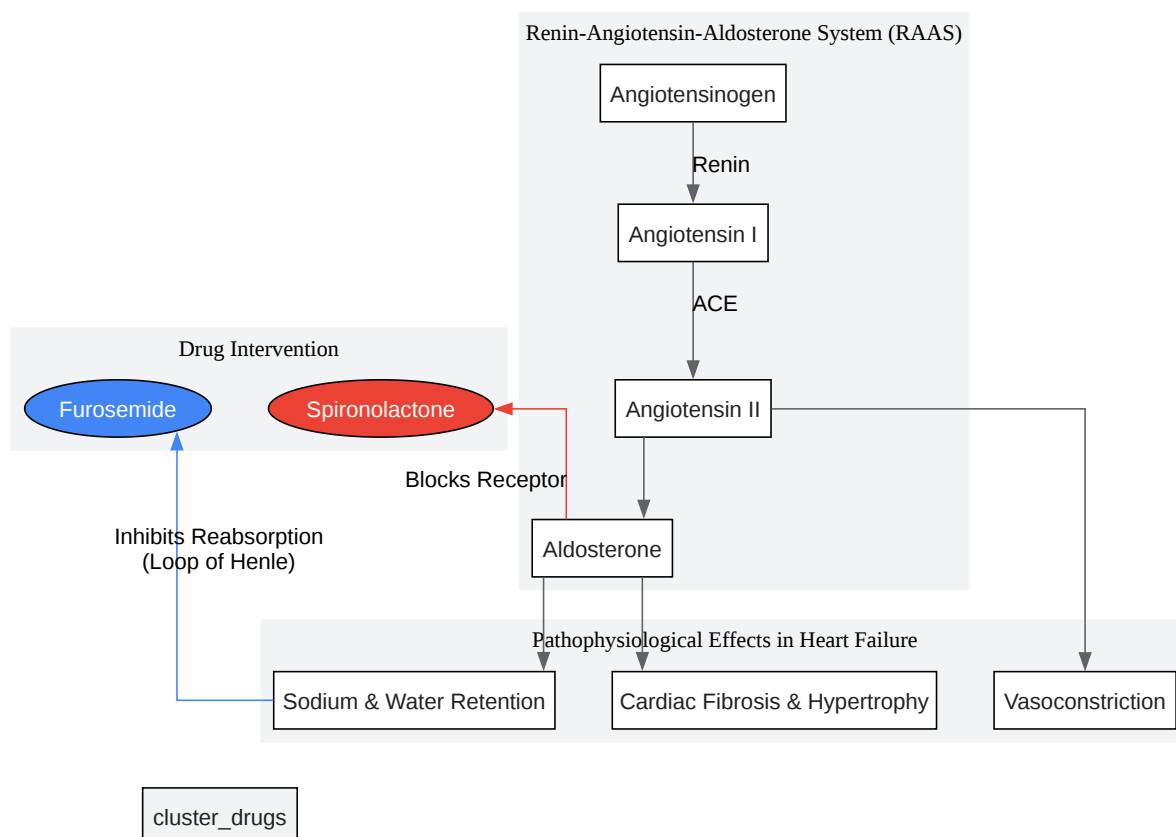 Renin-Angiotensin-Aldosterone System (RAAS)
Angiotensinogen
Renin
Angiotensin I
ACE
Drug Intervention
Furosemide
Spironolactone
Angiotensin II
Blocks Receptor
Inhibits Reabsorption
(Loop of Henle)
Aldosterone
Pathophysiological Effects in Heart Failure
Sodium & Water Retention
Cardiac Fibrosis & Hypertrophy
Vasoconstriction
cluster_drugs